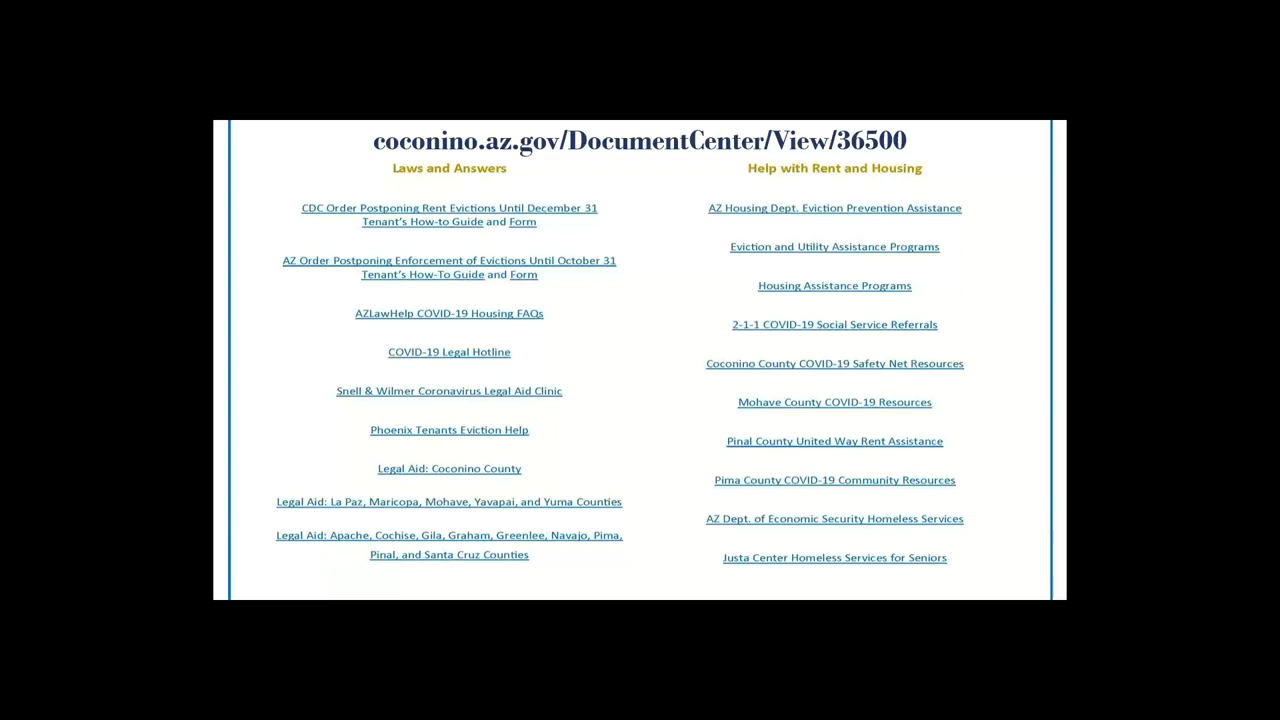 coconino.az.gov/DocumentCenter/View/36500
Laws and Answers
CDC Order Postponing Rent Evictions Until December 31
Tenant's How-to Guide and Form
AZ Order Postponing Enforcement of Evictions Until October 31
Tenant's How-To Guide and Form
AZLawHelp COVID-19 Housing FAQs
COVID-19 Legal Hotline
Snell & Wilmer Coronavirus Legal Aid Clinic
Phoenix Tenants Eviction Help
Legal Aid: Coconino County
Legal Aid: La Paz, Maricopa, Mohave, Yavapai, and Yuma Counties
Legal Aid: Apache, Cochise, Gila, Graham, Greenlee, Navajo, Pima,
Pinal, and Santa Cruz Counties
Help with Rent and Housing
AZ Housing Dept. Eviction Prevention Assistance
Eviction and Utility Assistance Programs
Housing Assistance Programs
2-1-1 COVID-19 Social Service Referrals
Coconino County COVID-19 Safety Net Resources
Mohave County COVID-19 Resources
Pinal County United Way Rent Assistance
Pima County COVID-19 Community Resources
AZ Dept. of Economic Security Homeless Services
Justa Center Homeless Services for Seniors